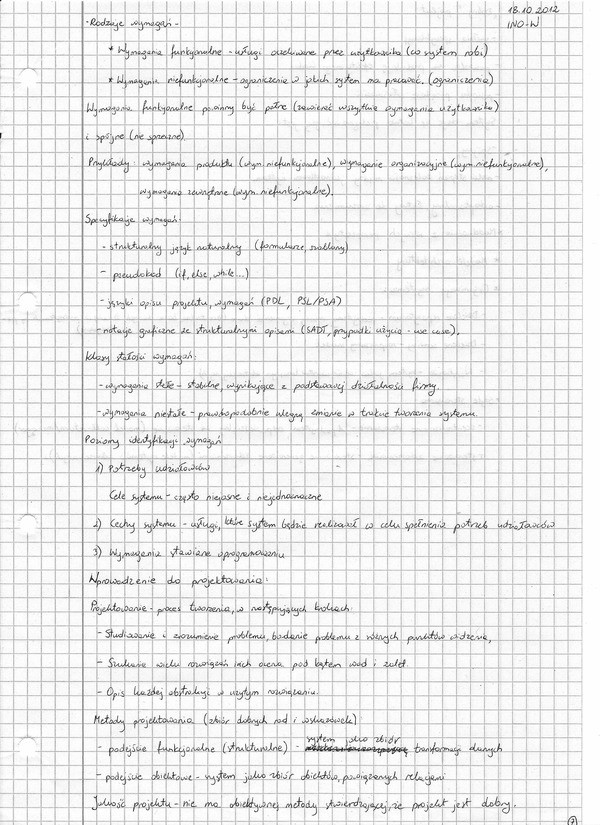 18.10.2012
INO-W
-Rodzaje wymagań-
* Wymagania funkcjonalne - usługi oczekiwane przez użytkownika (co system robi)
* Wymagania niefunkcjonalne - ograniczenia w jakich system ma pracować. (ograniczenia)
Wymagania funkcjonalne powinny być pełne (zawierać wszystkie wymagania użytkownika)
i spójne (nie sprzeczne).
Przykłady: wymagania produktu (wym. niefunkcjonalne), wymagania organizacyjne (wym. niefunkcjonalne),
wymagania zewnętrzne (wym. niefunkcjonalne).
Specyfikacje wymagań:
- strukturalny język naturalny (formularze, szablony)
- pseudokod (if, else, while...)
- języki opisu projektu, wymagań (PDL, PSL/PSA)
- notacje graficzne ze strukturalnymi opisami (SADT, przypadki użycia - use case).
Klasy stałości wymagań:
- wymagania stałe - stabilne, wynikające z podstawowej działalności firmy.
- wymagania niestałe - prawdopodobnie ulegną zmianie w trakcie tworzenia systemu.
Poziomy identyfikacji wymagań
1) Potrzeby udziałowców
Cele systemu - często niejasne i niejednoznaczne
2) Cechy systemu - usługi, które system będzie realizował w celu spełnienia potrzeb udziałowców
3) Wymagania stawiane oprogramowaniu
Wprowadzenie do projektowania:
Projektowanie - proces tworzenia, w następujących krokach:
- Studiowanie i zrozumienie problemu, badanie problemu z różnych punktów widzenia,
- Szukanie wielu rozwiązań i ich ocena pod kątem wad i zalet.
- Opis każdej abstrakcji w użytym rozwiązaniu.
Metody projektowania (zbiór dobrych rad i wskazówek)
- podejście funkcjonalne (strukturalne) - system jako zbiór transformacji danych
- podejście obiektowe - system jako zbiór obiektów, powiązanych relacjami
Jakość projektu - nie ma obiektywnej metody stwierdzającej, że projekt jest dobry.